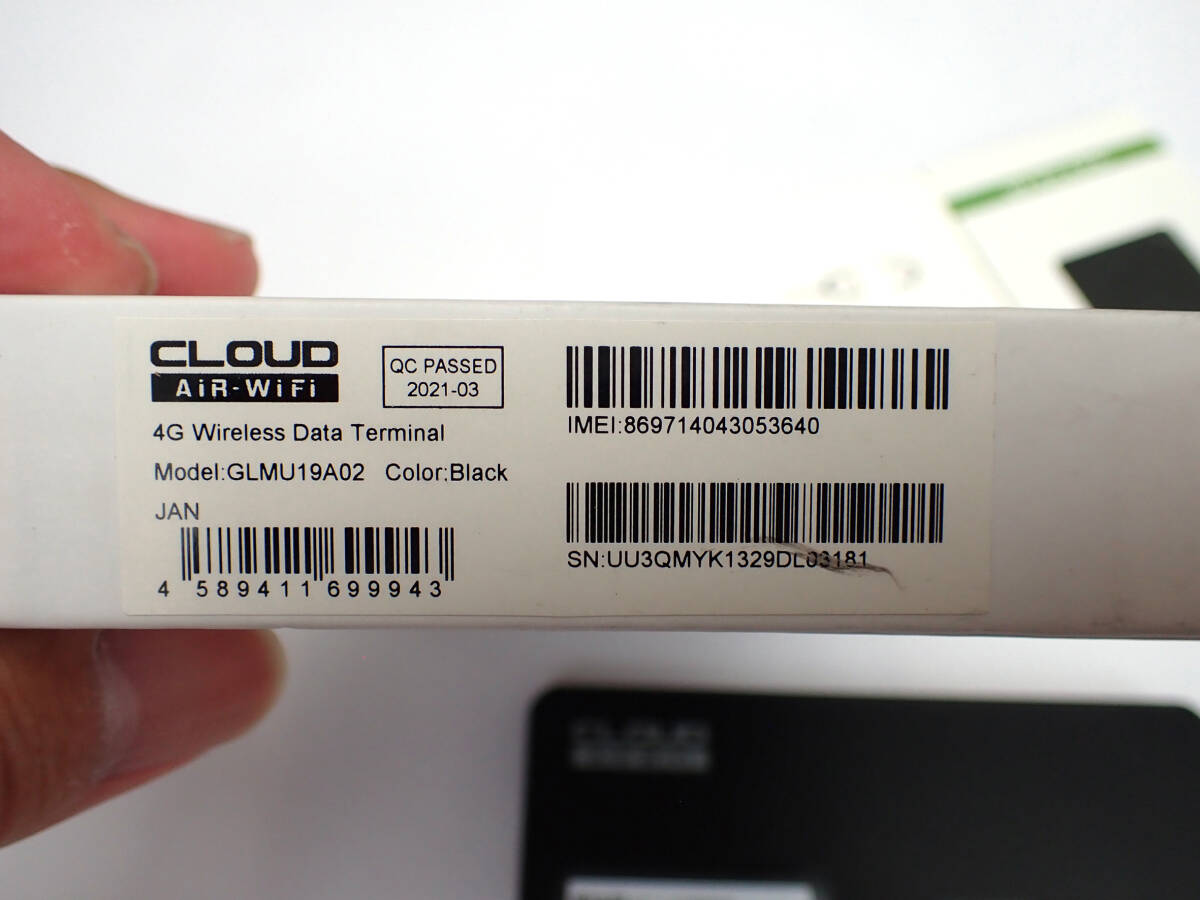 CLOUD
AiR-WiFi
QC PASSED
2021-03
4G Wireless Data Terminal
Model:GLMU19A02 Color:Black
JAN
4 589411 699943
IMEI:869714043053640
SN:UU3QMYK1329DL03181
CLOUD